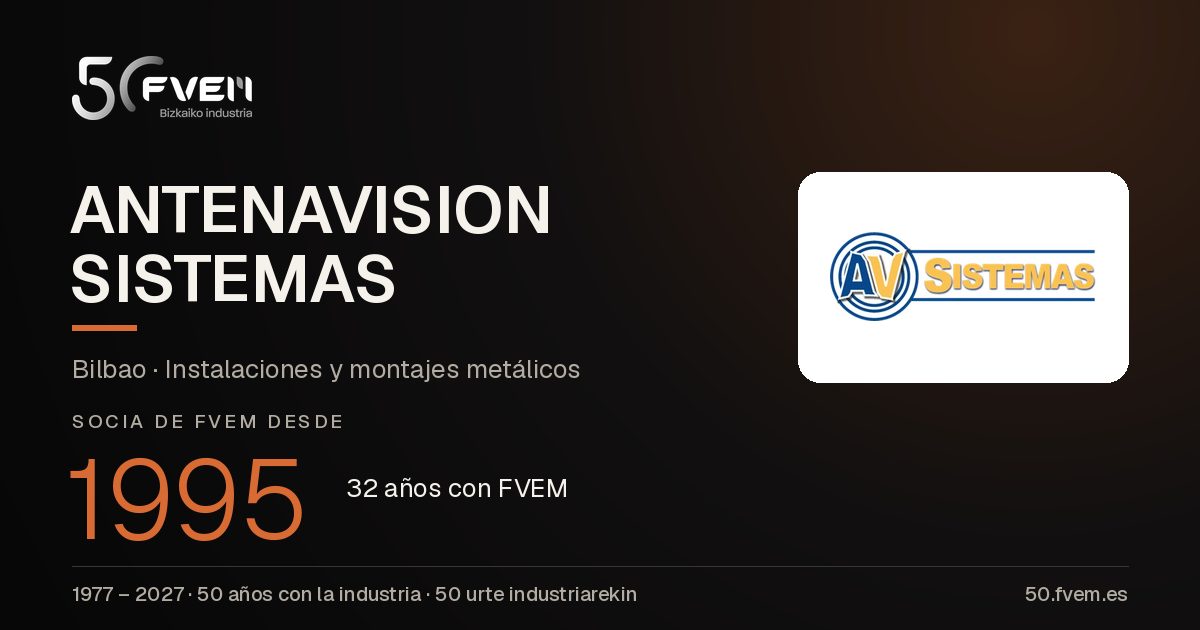 50 FVEM
Bizkaiko industria
ANTENAVISION
SISTEMAS
AV SISTEMAS
Bilbao · Instalaciones y montajes metálicos
SOCIA DE FVEM DESDE
1995
32 años con FVEM
1977 – 2027 · 50 años con la industria · 50 urte industriarekin
50.fvem.es